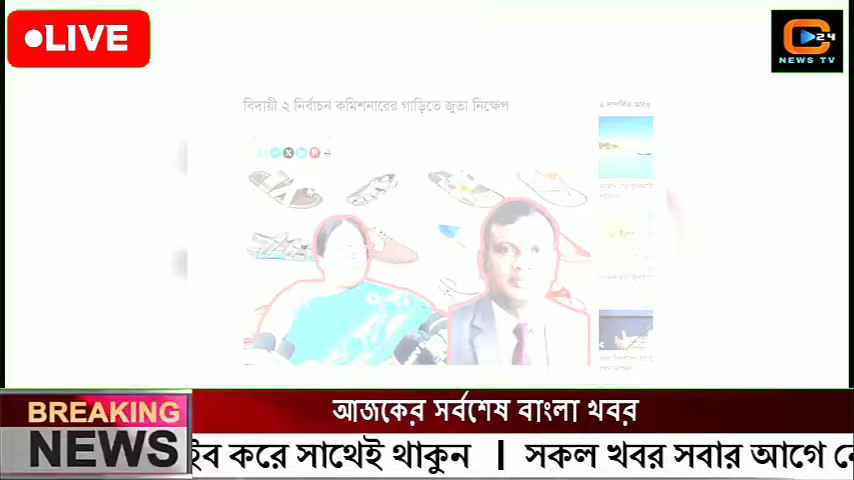 LIVE
C 24
NEWS TV
বিদায়ী ২ নির্বাচন কমিশনারের গাড়িতে জুতা নিক্ষেপ
BREAKING
NEWS
আজকের সর্বশেষ বাংলা খবর
ইব করে সাথেই থাকুন | সকল খবর সবার আগে